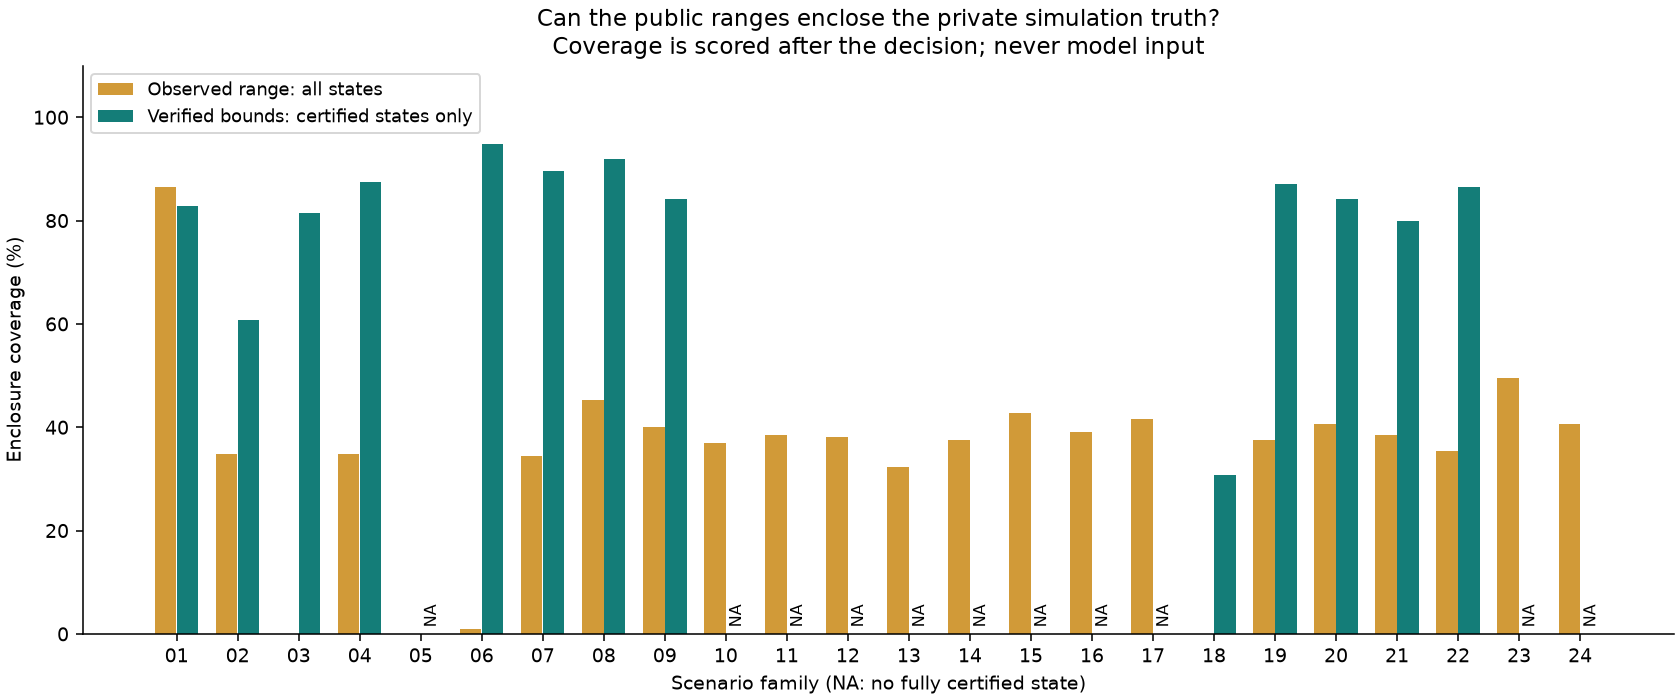 Can the public ranges enclose the private simulation truth?
Coverage is scored after the decision; never model input
Observed range: all states
Verified bounds: certified states only
Enclosure coverage (%)
100
80
60
40
20
0
NA NA NA NA NA NA NA NA NA NA NA
01 02 03 04 05 06 07 08 09 10 11 12 13 14 15 16 17 18 19 20 21 22 23 24
Scenario family (NA: no fully certified state)